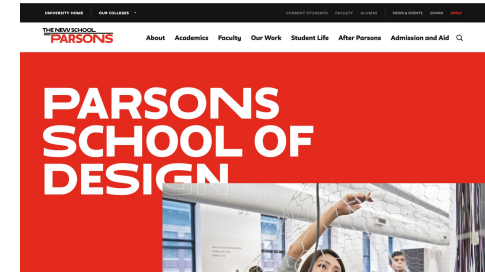 UNIVERSITY HOME OUR COLLEGES CURRENT STUDENTS FACULTY ALUMNI NEWS & EVENTS GIVING APPLY
THE NEW SCHOOL
PARSONS
About Academics Faculty Our Work Student Life After Parsons Admission and Aid
PARSONS
SCHOOL OF
DESIGN